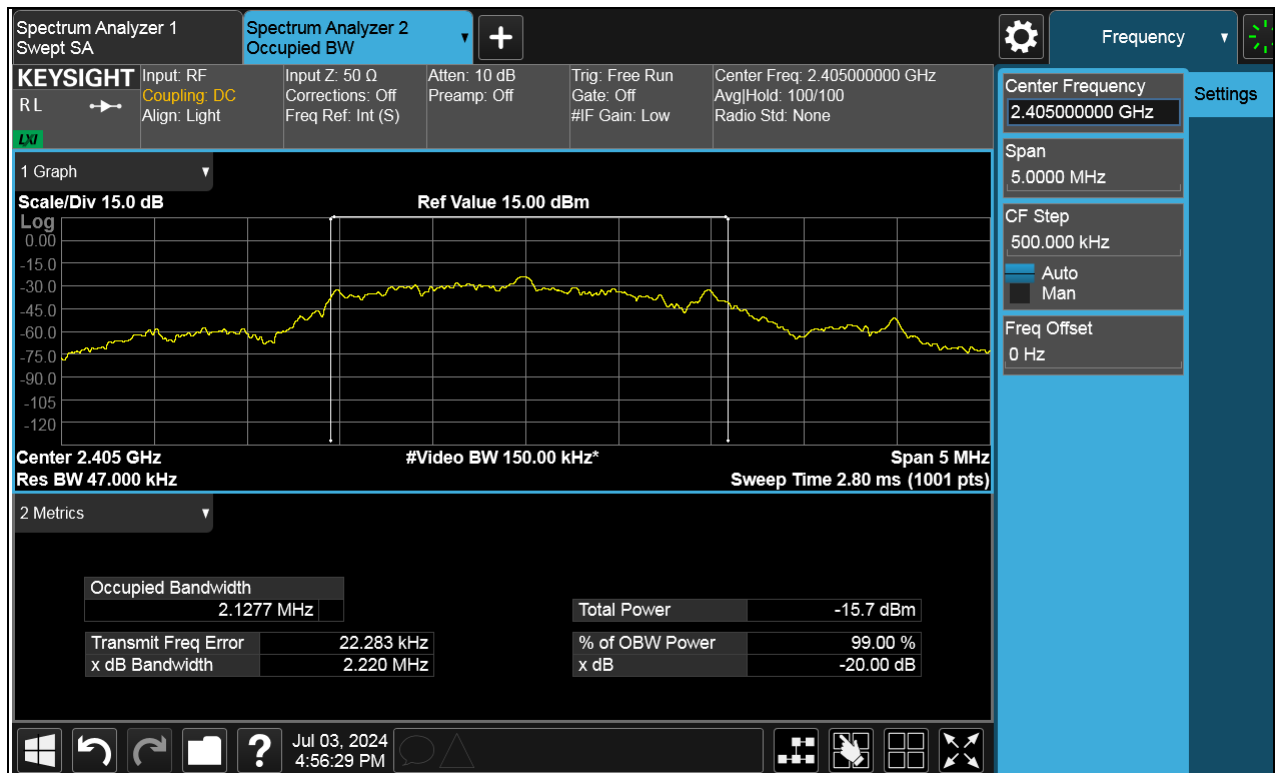 Spectrum Analyzer 1
Swept SA
Spectrum Analyzer 2
Occupied BW
Frequency
KEYSIGHT
R L
LXI
Input: RF
Coupling: DC
Align: Light
Input Z: 50 Ω
Corrections: Off
Freq Ref: Int (S)
Atten: 10 dB
Preamp: Off
Trig: Free Run
Gate: Off
#IF Gain: Low
Center Freq: 2.405000000 GHz
Avg|Hold: 100/100
Radio Std: None
Center Frequency
2.405000000 GHz
Settings
Span
5.0000 MHz
CF Step
500.000 kHz
Auto
Man
Freq Offset
0 Hz
1 Graph
Scale/Div 15.0 dB
Ref Value 15.00 dBm
Log
0.00
-15.0
-30.0
-45.0
-60.0
-75.0
-90.0
-105
-120
Center 2.405 GHz
#Video BW 150.00 kHz*
Span 5 MHz
Res BW 47.000 kHz
Sweep Time 2.80 ms (1001 pts)
2 Metrics
Occupied Bandwidth
2.1277 MHz
Total Power -15.7 dBm
Transmit Freq Error 22.283 kHz
% of OBW Power 99.00 %
x dB Bandwidth 2.220 MHz
x dB -20.00 dB
?
Jul 03, 2024
4:56:29 PM